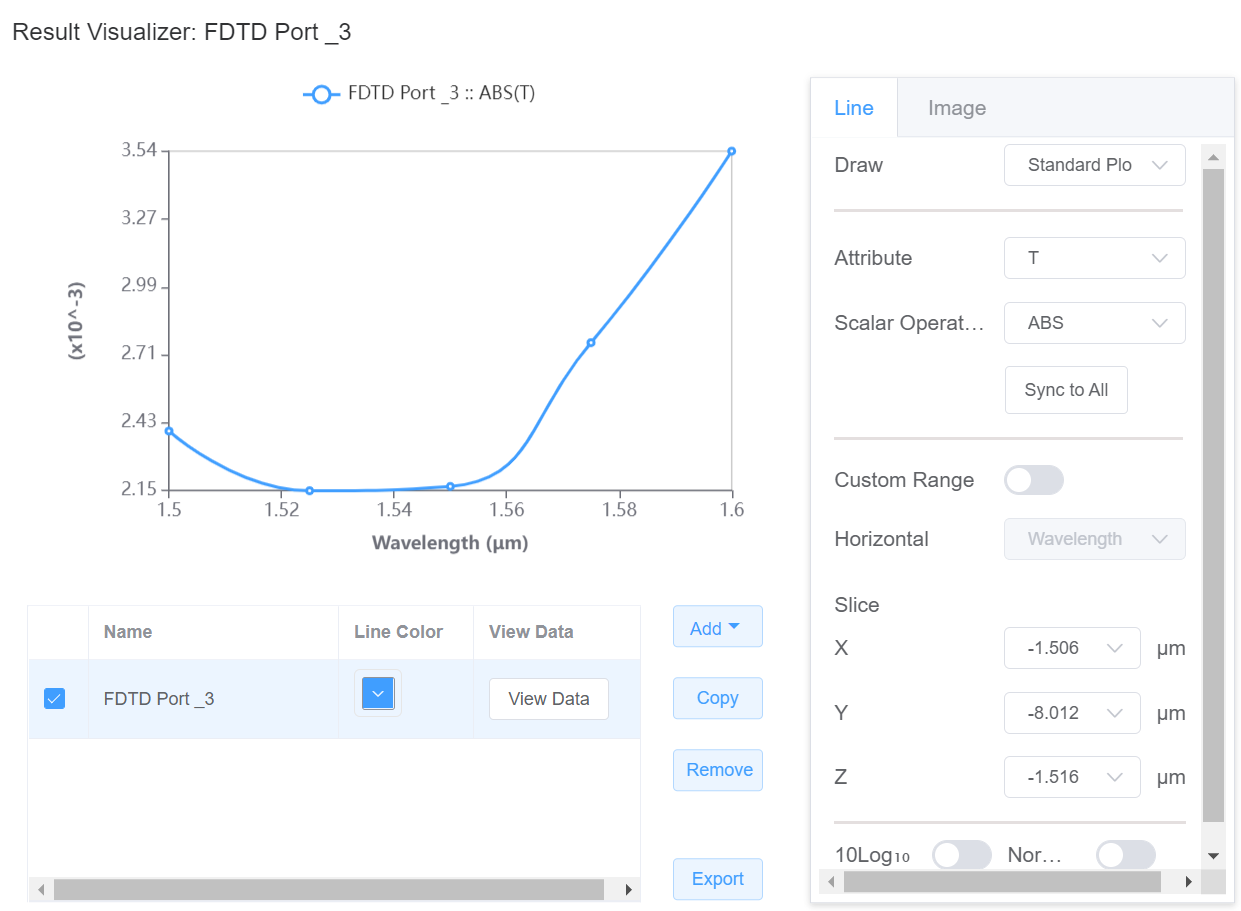 Result Visualizer: FDTD Port _3
FDTD Port _3 :: ABS(T)
3.54
3.27
2.99
2.71
2.43
2.15
(x10^-3)
1.5 1.52 1.54 1.56 1.58 1.6
Wavelength (μm)
Name Line Color View Data
FDTD Port _3 View Data
Add
Copy
Remove
Export
Line Image
Draw Standard Plo
Attribute T
Scalar Operat... ABS
Sync to All
Custom Range
Horizontal Wavelength
Slice
X -1.506 μm
Y -8.012 μm
Z -1.516 μm
10Log₁₀ Nor...